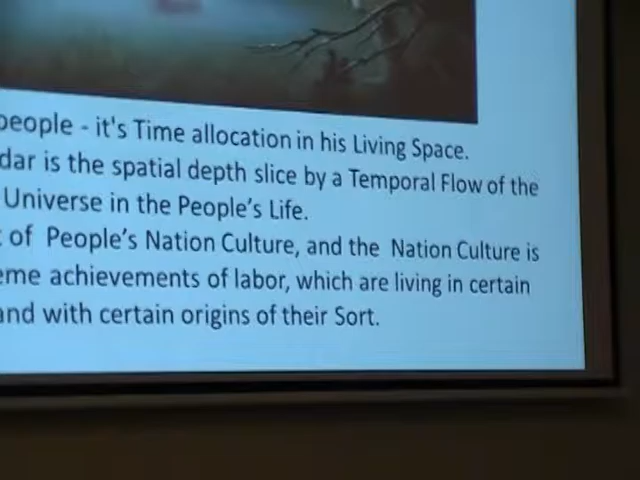 people - it's Time allocation in his Living Space.
dar is the spatial depth slice by a Temporal Flow of the
Universe in the People's Life.
of People's Nation Culture, and the Nation Culture is
eme achievements of labor, which are living in certain
and with certain origins of their Sort.